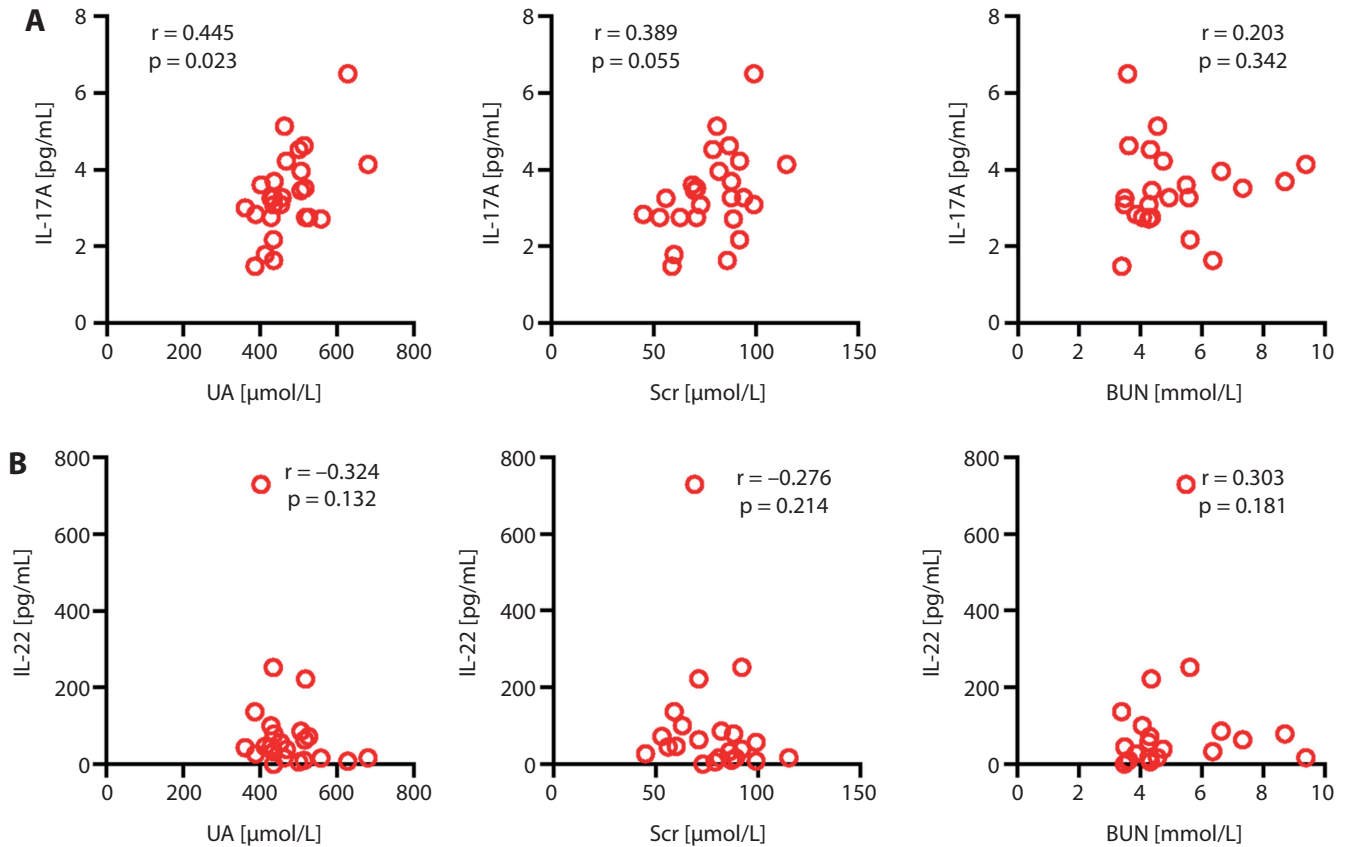 A
8
6
4
2
0
IL-17A [pg/mL]
r = 0.445
p = 0.023
0 200 400 600 800
UA [µmol/L]
8
6
4
2
0
IL-17A [pg/mL]
r = 0.389
p = 0.055
0 50 100 150
Scr [µmol/L]
8
6
4
2
0
IL-17A [pg/mL]
r = 0.203
p = 0.342
0 2 4 6 8 10
BUN [mmol/L]
B
800
600
400
200
0
IL-22 [pg/mL]
r = –0.324
p = 0.132
0 200 400 600 800
UA [µmol/L]
800
600
400
200
0
IL-22 [pg/mL]
r = –0.276
p = 0.214
0 50 100 150
Scr [µmol/L]
800
600
400
200
0
IL-22 [pg/mL]
r = 0.303
p = 0.181
0 2 4 6 8 10
BUN [mmol/L]